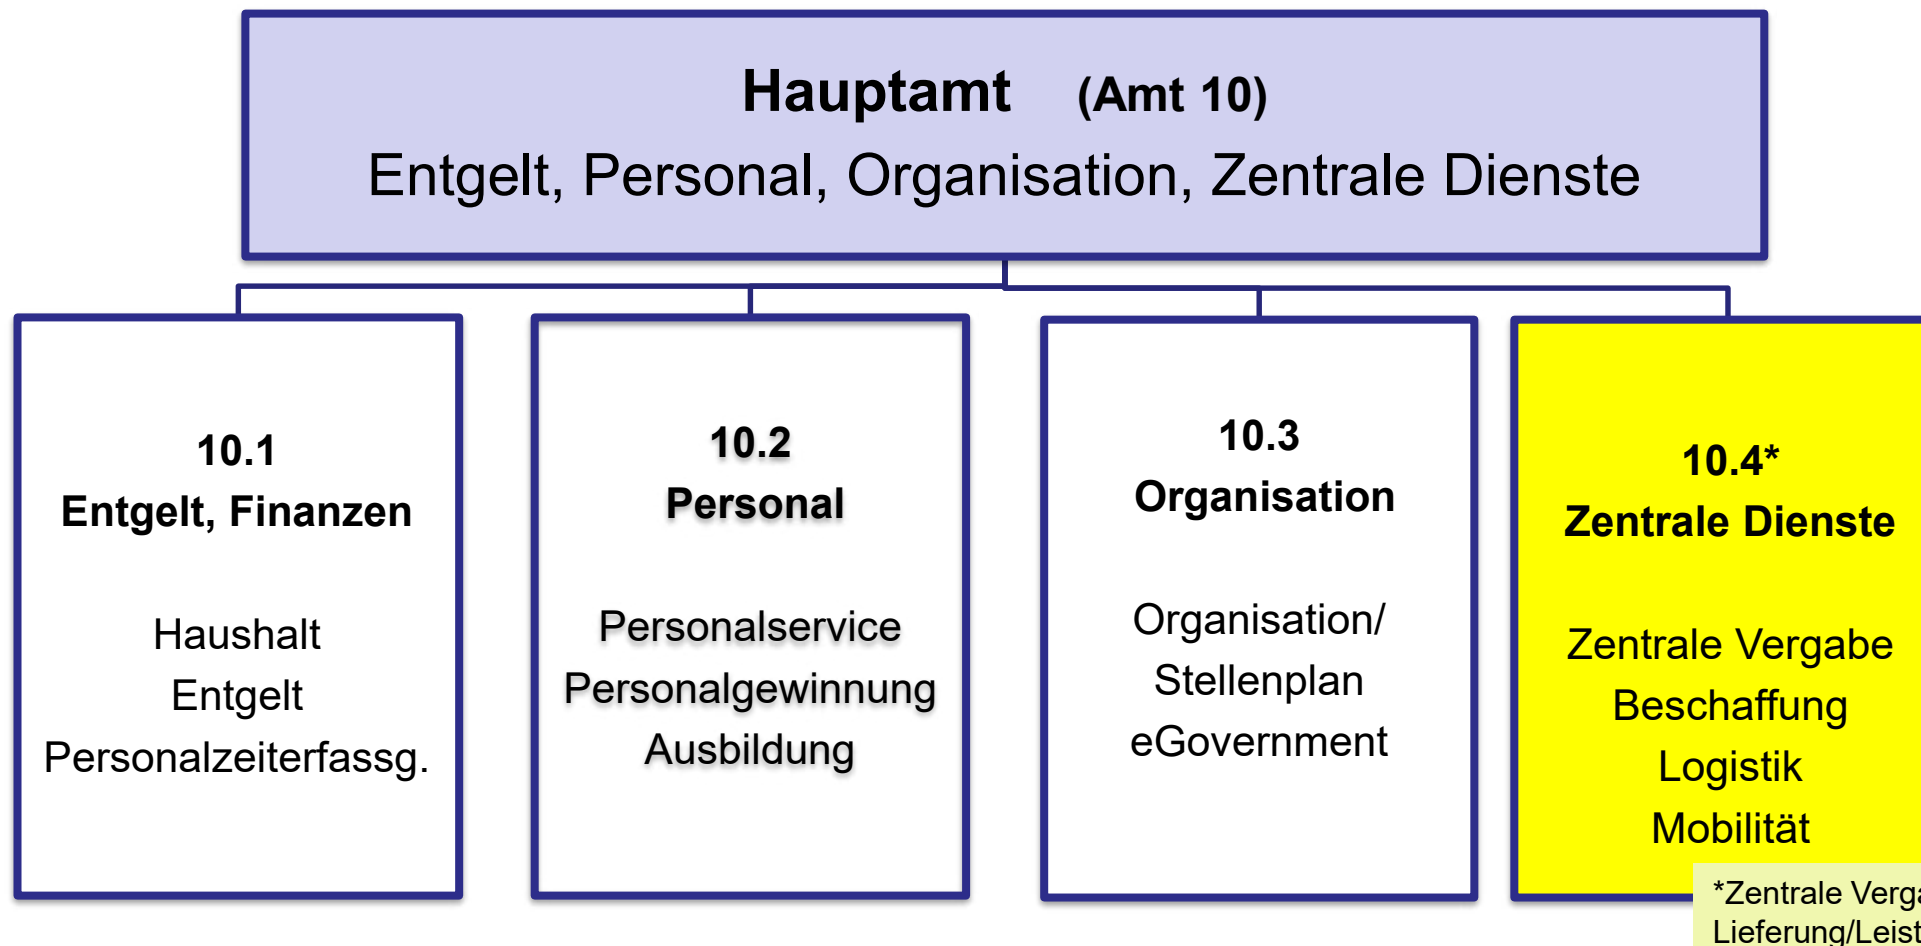 Hauptamt (Amt 10)
Entgelt, Personal, Organisation, Zentrale Dienste
10.1
Entgelt, Finanzen
Haushalt
Entgelt
Personalzeiterfassg.
10.2
Personal
Personalservice
Personalgewinnung
Ausbildung
10.3
Organisation
Organisation/
Stellenplan
eGovernment
10.4*
Zentrale Dienste
Zentrale Vergabe
Beschaffung
Logistik
Mobilität
*Zentrale